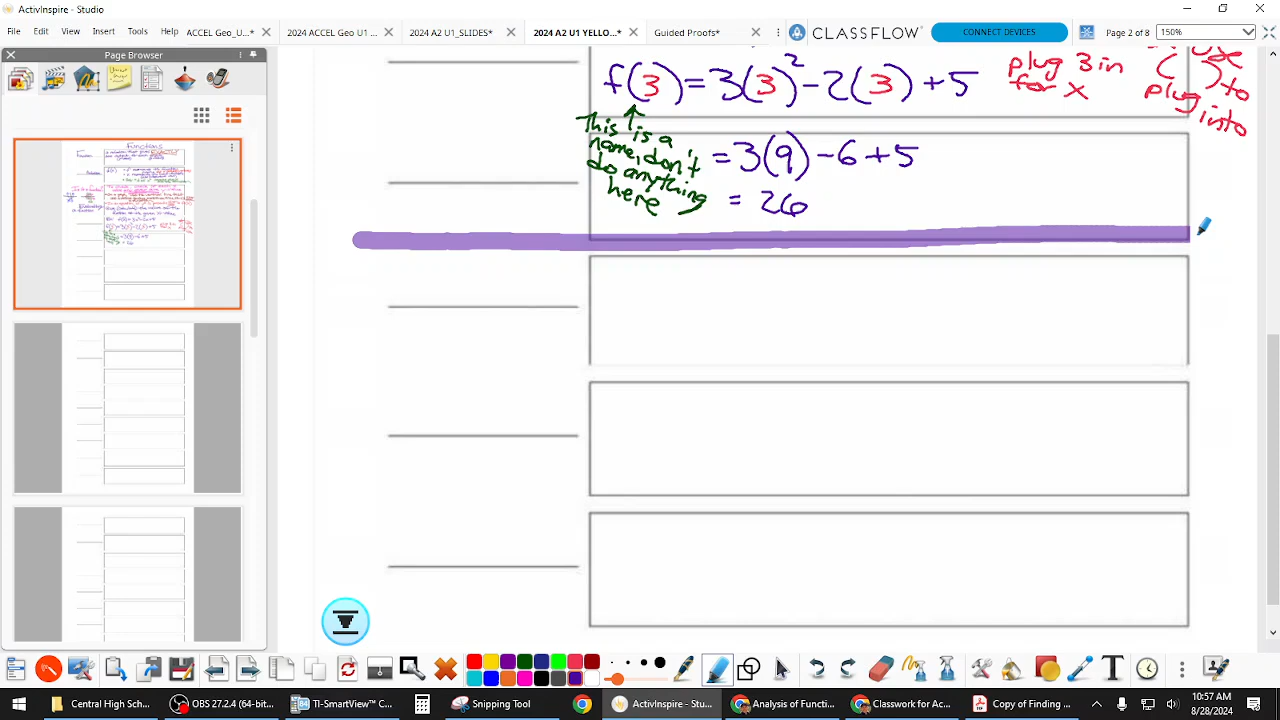 ActivInspire - Studio
File Edit View Insert Tools Help
ACCEL Geo_U...* 2011 ACCEL Geo U1 ... 2024 A2 U1_SLIDES* 2024 A2 U1 YELLO...* Guided Proofs* CLASSFLOW CONNECT DEVICES Page 2 of 8 150%
Page Browser
Functions
f(3)=3(3)²-2(3)+5
plug 3 in
for x
( ) to
plug into
This is a
name, don't
do anything
here
=3(9)-6+5
= 26
Central High Scho... OBS 27.2.4 (64-bit... TI-SmartView™ C... Snipping Tool ActivInspire - Stu... Analysis of Functi... Classwork for Ac... Copy of Finding ...
10:57 AM
8/28/2024